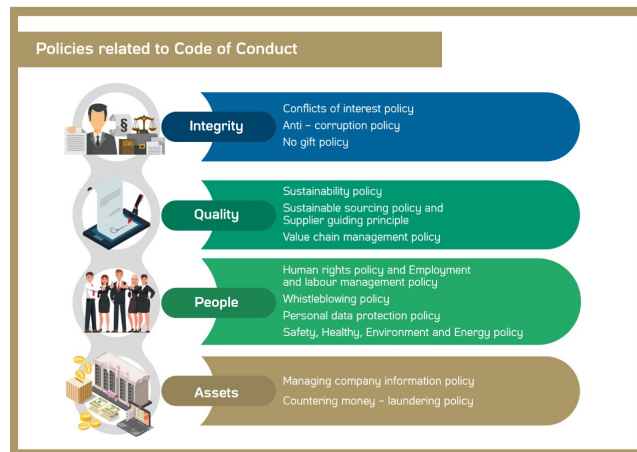 Policies related to Code of Conduct
§
Integrity
Conflicts of interest policy
Anti – corruption policy
No gift policy
Quality
Sustainability policy
Sustainable sourcing policy and
Supplier guiding principle
Value chain management policy
People
Human rights policy and Employment
and labour management policy
Whistleblowing policy
Personal data protection policy
Safety, Healthy, Environment and Energy policy
Assets
Managing company information policy
Countering money – laundering policy